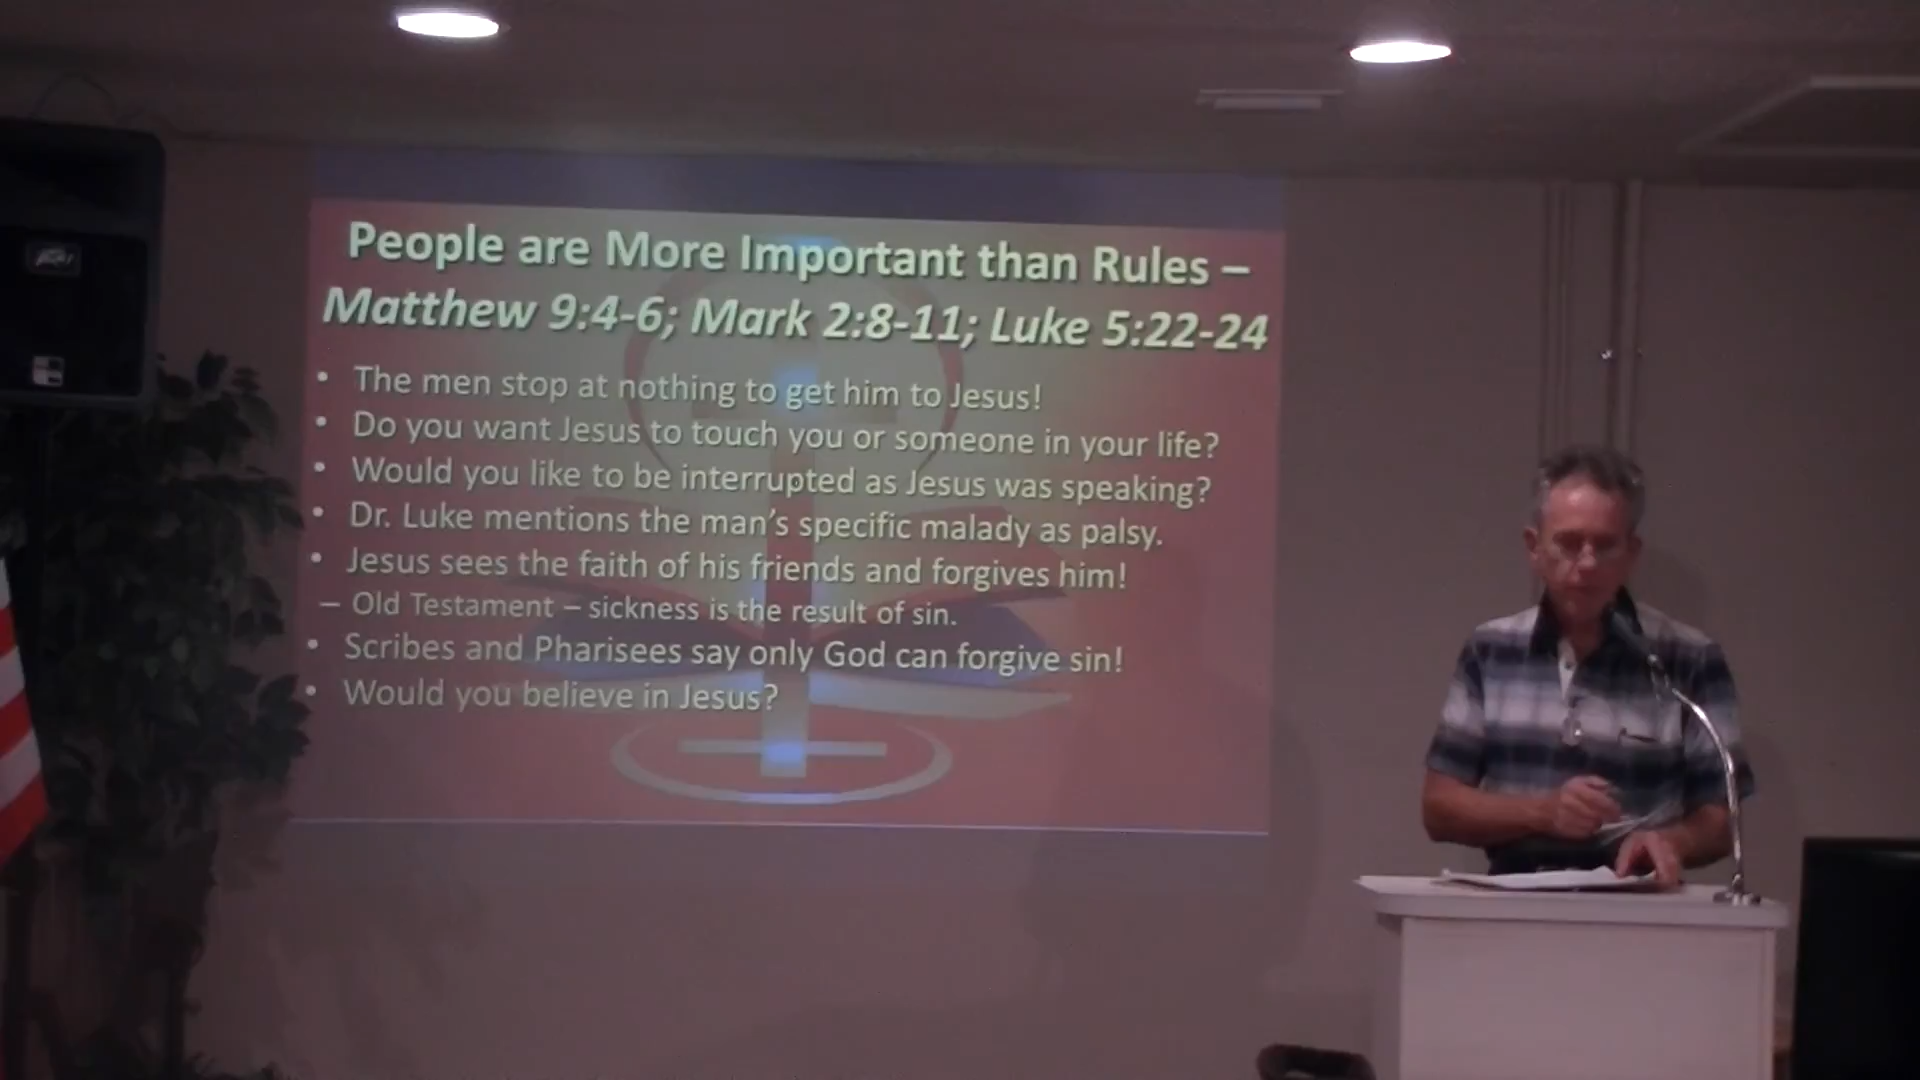 People are More Important than Rules –
Matthew 9:4-6; Mark 2:8-11; Luke 5:22-24
• The men stop at nothing to get him to Jesus!
• Do you want Jesus to touch you or someone in your life?
• Would you like to be interrupted as Jesus was speaking?
• Dr. Luke mentions the man’s specific malady as palsy.
• Jesus sees the faith of his friends and forgives him!
– Old Testament – sickness is the result of sin.
• Scribes and Pharisees say only God can forgive sin!
• Would you believe in Jesus?